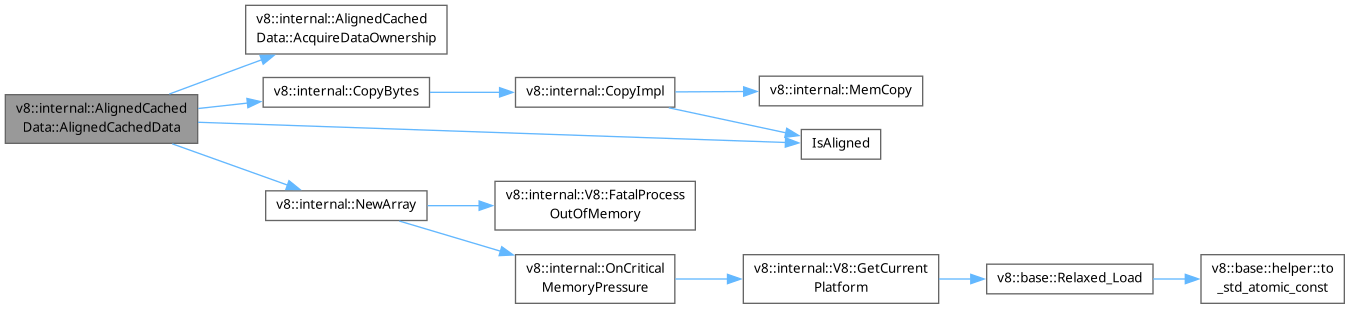 v8::internal::AlignedCached
Data::AcquireDataOwnership
v8::internal::CopyBytes
v8::internal::CopyImpl
v8::internal::MemCopy
v8::internal::AlignedCached
Data::AlignedCachedData
IsAligned
v8::internal::NewArray
v8::internal::V8::FatalProcess
OutOfMemory
v8::internal::OnCritical
MemoryPressure
v8::internal::V8::GetCurrent
Platform
v8::base::Relaxed_Load
v8::base::helper::to
_std_atomic_const